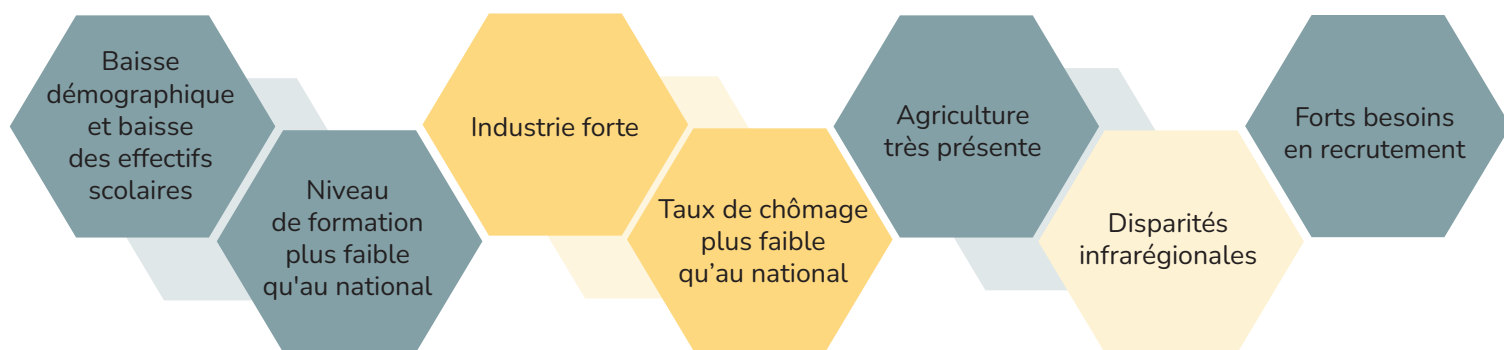 Baisse
démographique
et baisse
des effectifs
scolaires
Niveau
de formation
plus faible
qu'au national
Industrie forte
Taux de chômage
plus faible
qu’au national
Agriculture
très présente
Disparités
infrarégionales
Forts besoins
en recrutement